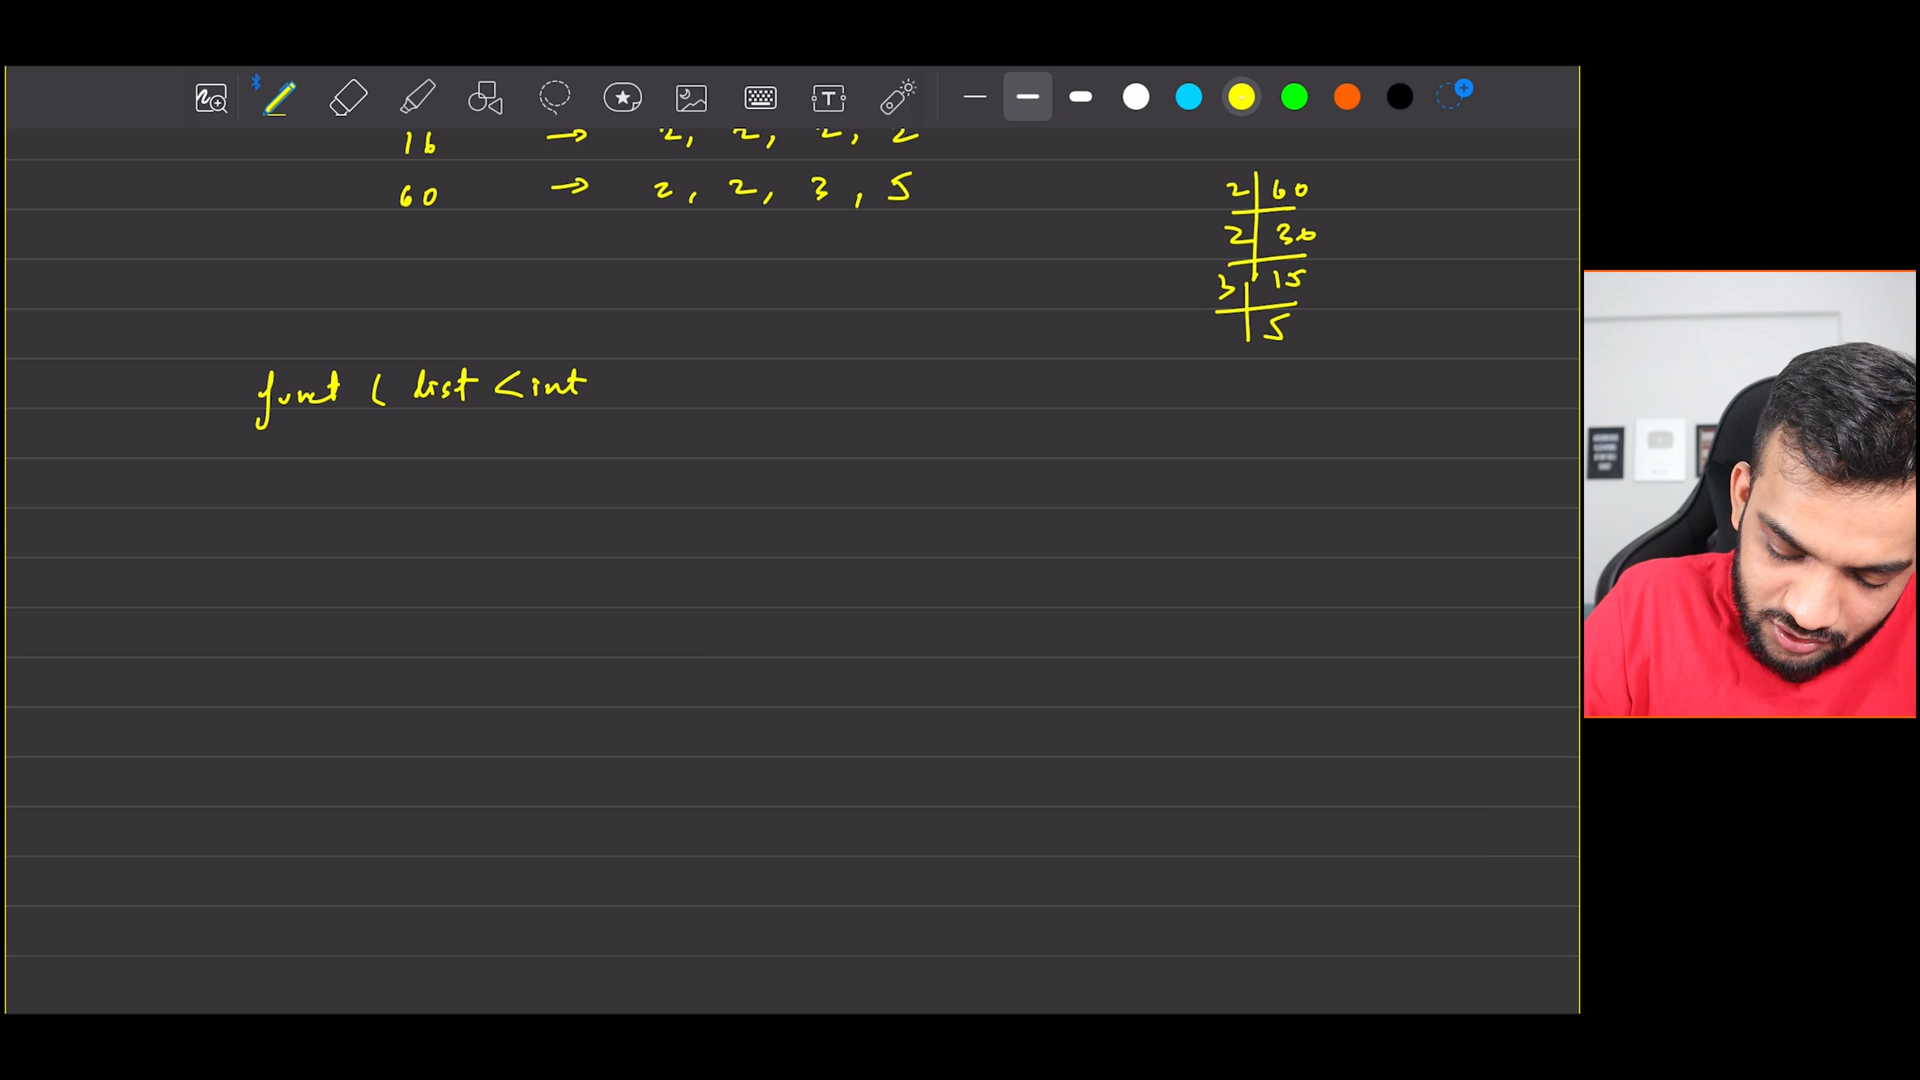 16 → 2, 2, 2, 2
60 → 2, 2, 3, 5
2 60
2 30
3 15
5
funct ( list <int
T